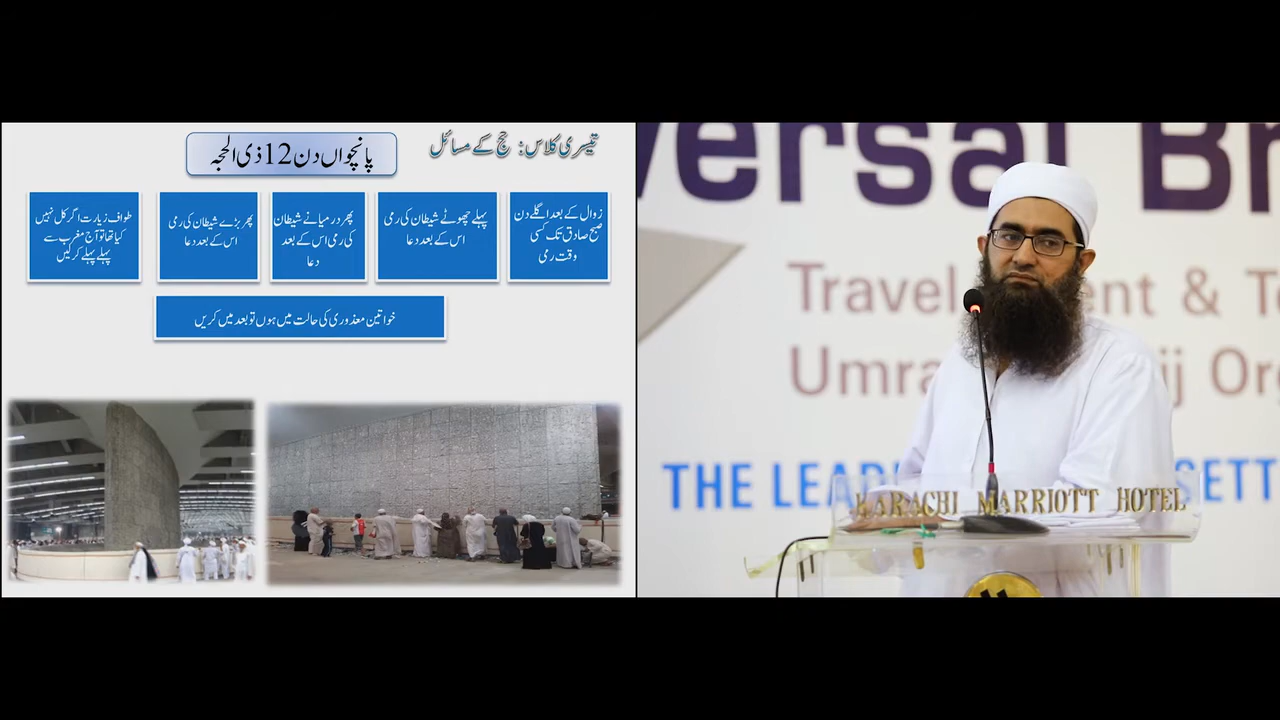 تیسری کلاس: حج کے مسائل
پانچواں دن 12 ذی الحجہ
زوال کے بعد اگلے دن
صبح صادق تک کسی
وقت رمی
پہلے چھوٹے شیطان کی رمی
اس کے بعد دعا
پھر درمیانے شیطان
کی رمی اس کے بعد
دعا
پھر بڑے شیطان کی رمی
اس کے بعد دعا
طواف زیارت اگر کل نہیں
کیا تھا تو آج مغرب سے
پہلے پہلے کر لیں
خواتین معذوری کی حالت میں ہوں تو بعد میں کریں
versal Br
Travel ent & T
Umra ij Or
THE LEA SETT
KARACHI MARRIOTT HOTEL